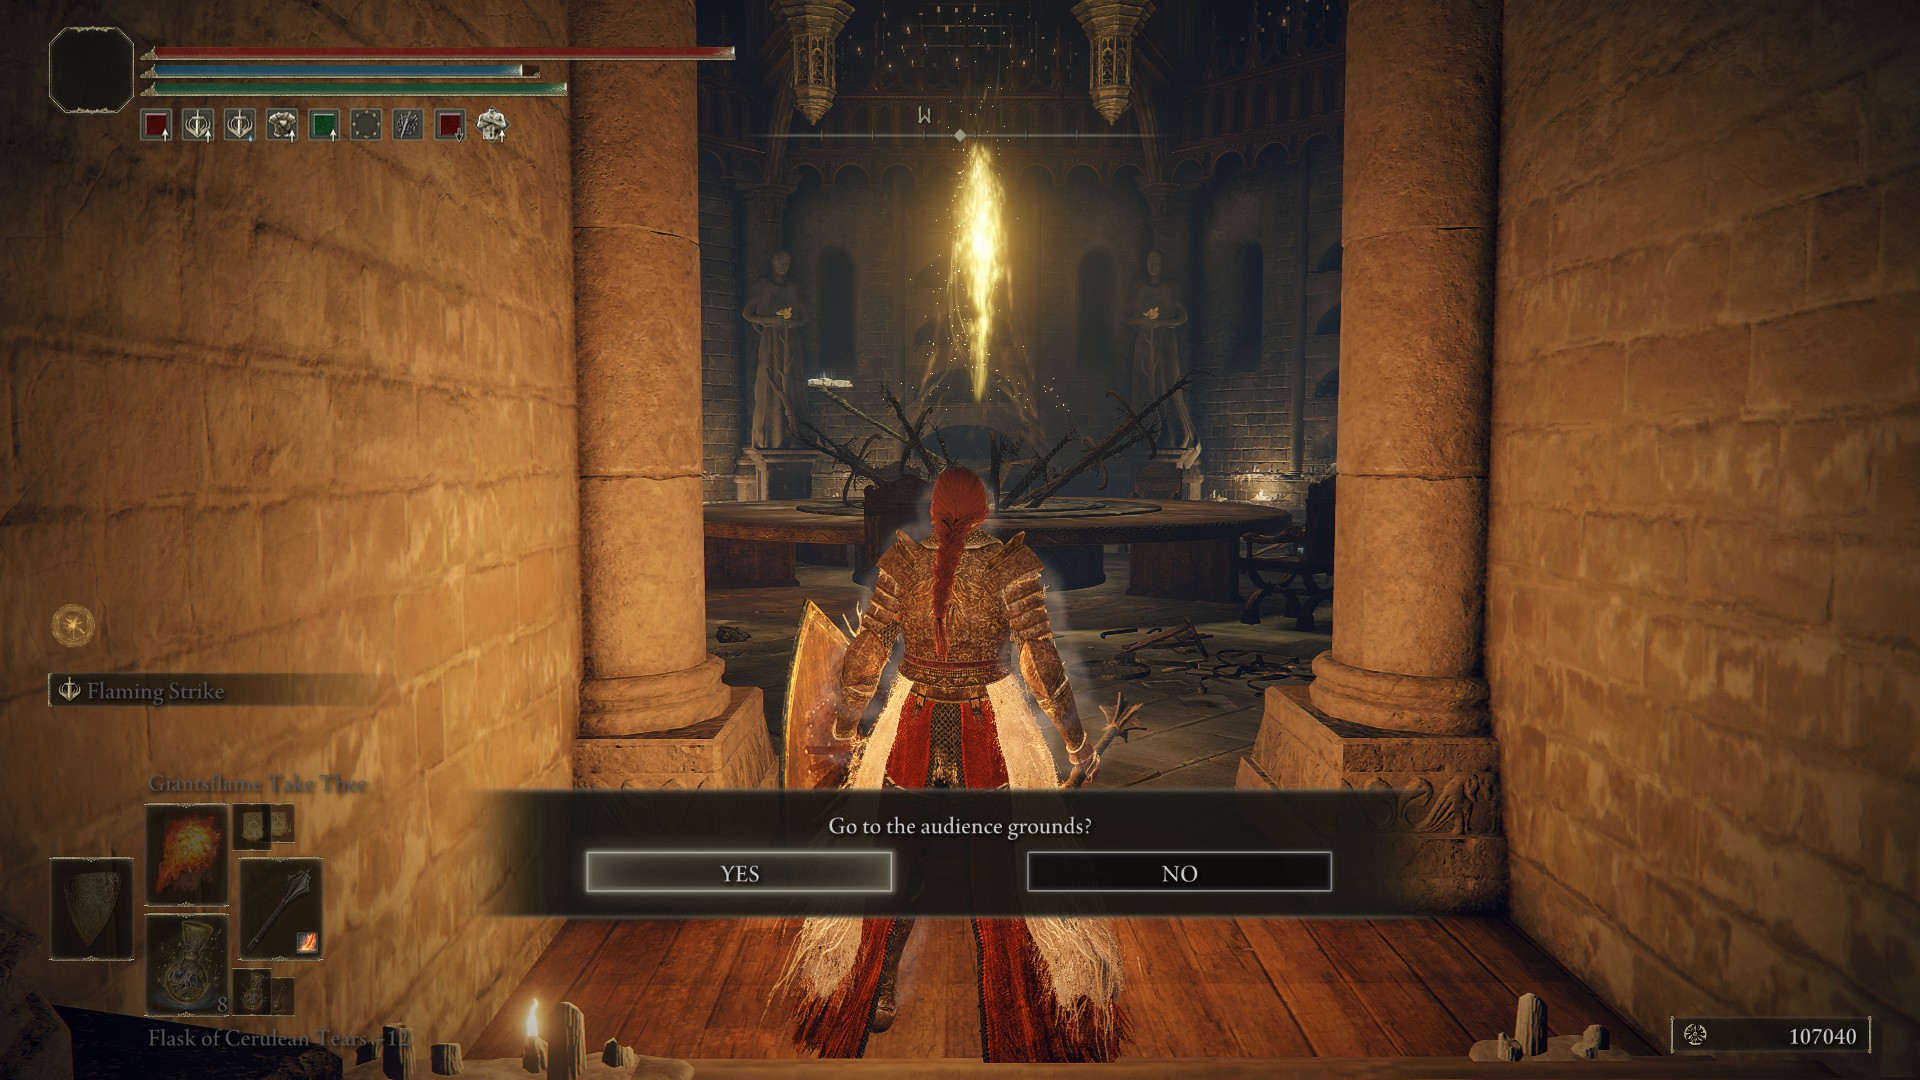 W
Flaming Strike
Giantsflame Take Thee
8
Flask of Cerulean Tears +12
Go to the audience grounds?
YES
NO
107040